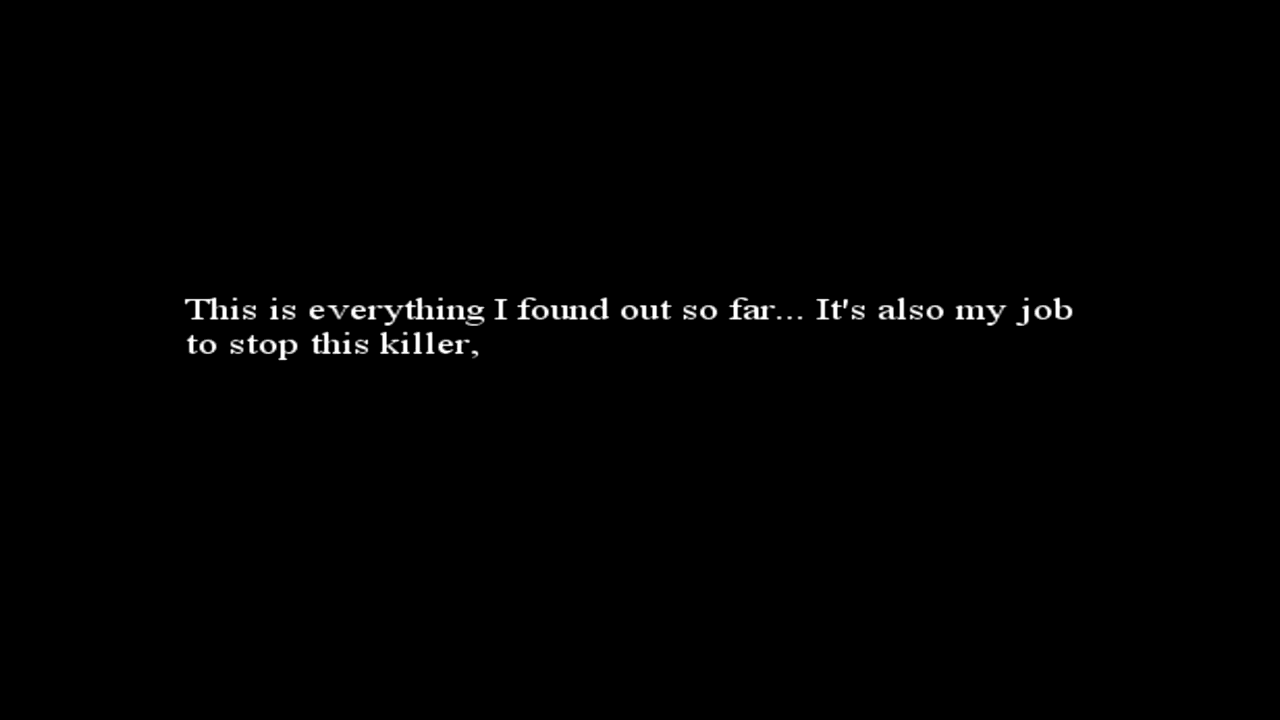 This is everything I found out so far... It's also my job
to stop this killer,